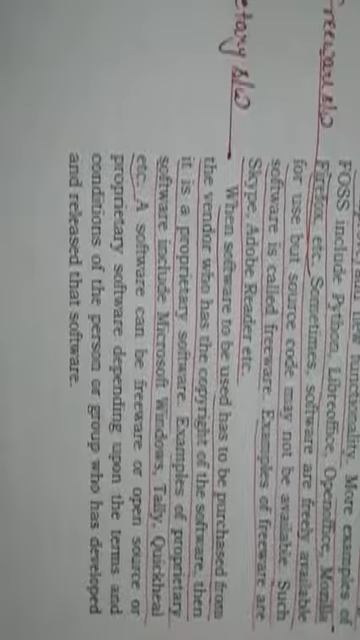 functionality. More examples of
FOSS include Python, Libreoffice, Openoffice, Mozilla
Firefox etc. Sometimes, software are freely available
for use but source code may not be available. Such
software is called freeware. Examples of freeware are
Skype, Adobe Reader etc.
When software to be used has to be purchased from
the vendor who has the copyright of the software, then
it is a proprietary software. Examples of proprietary
software include Microsoft Windows, Tally, Quickheal
etc. A software can be freeware or open source or
proprietary software depending upon the terms and
conditions of the person or group who has developed
and released that software.
Freeware s/w
etary s/w